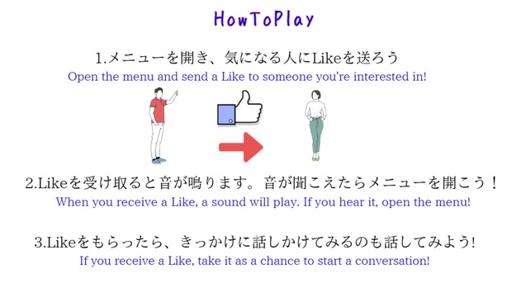 HowToPlay
1.メニューを開き、気になる人にLikeを送ろう
Open the menu and send a Like to someone you're interested in!
2.Likeを受け取ると音が鳴ります。音が聞こえたらメニューを開こう！
When you receive a Like, a sound will play. If you hear it, open the menu!
3.Likeをもらったら、きっかけに話しかけてみるのも話してみよう!
If you receive a Like, take it as a chance to start a conversation!